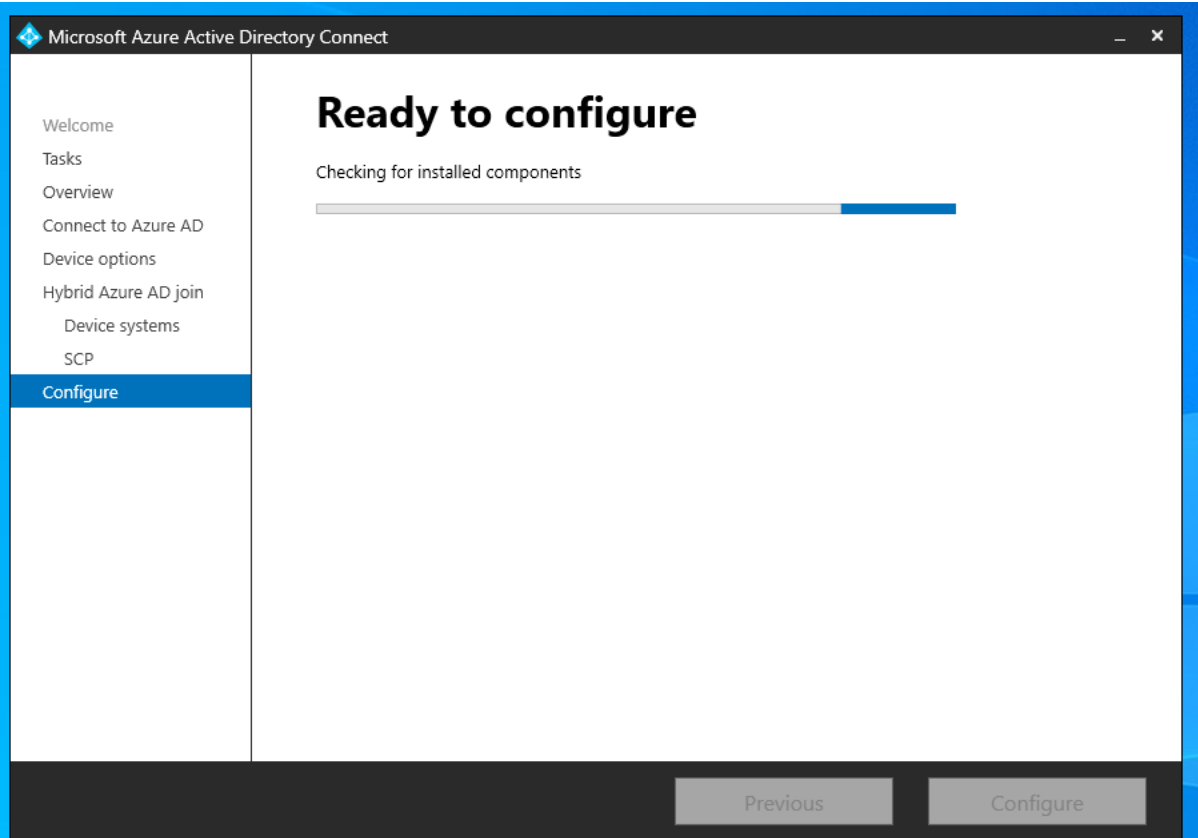 Microsoft Azure Active Directory Connect
Welcome
Tasks
Overview
Connect to Azure AD
Device options
Hybrid Azure AD join
Device systems
SCP
Configure
Ready to configure
Checking for installed components
Previous
Configure